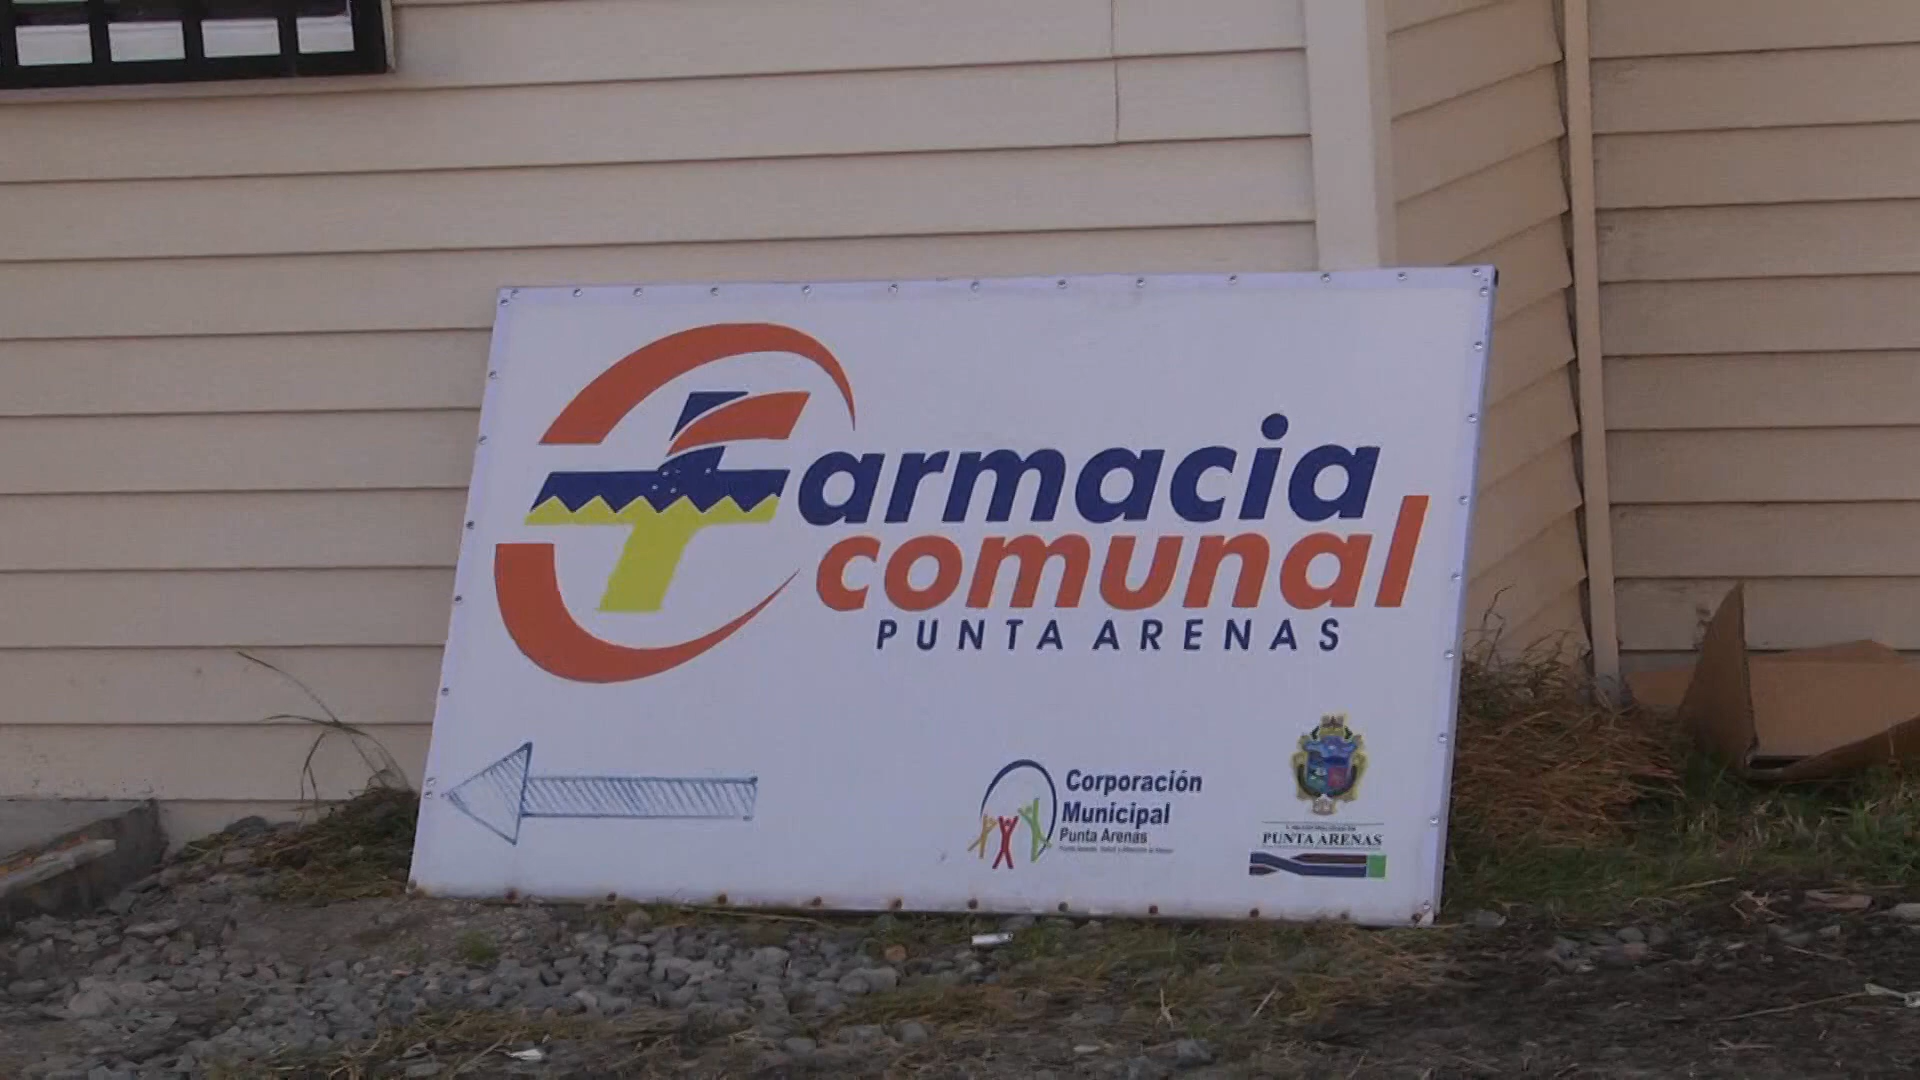 farmacia
comunal
PUNTA ARENAS
Corporación
Municipal
Punta Arenas
PUNTA ARENAS